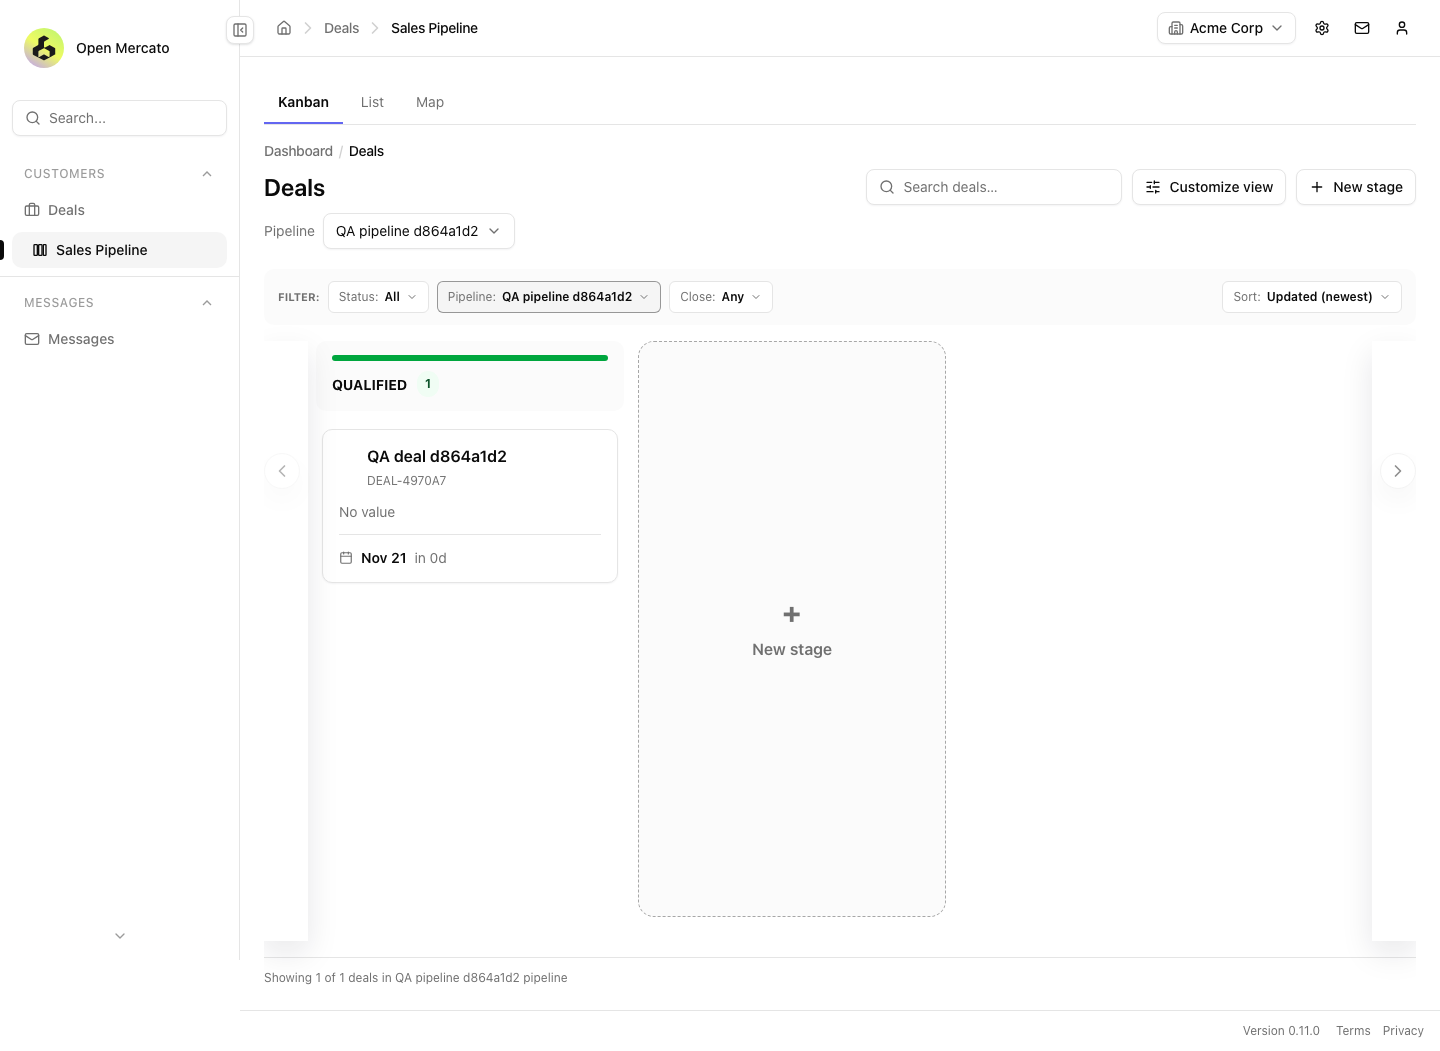 Open Mercato
Search...
CUSTOMERS
Deals
Sales Pipeline
MESSAGES
Messages
Deals
Sales Pipeline
Acme Corp
Kanban
List
Map
Dashboard / Deals
Deals
Search deals...
Customize view
New stage
Pipeline
QA pipeline d864a1d2
FILTER:
Status: All
Pipeline: QA pipeline d864a1d2
Close: Any
Sort: Updated (newest)
QUALIFIED 1
QA deal d864a1d2
DEAL-4970A7
No value
Nov 21 in 0d
New stage
Showing 1 of 1 deals in QA pipeline d864a1d2 pipeline
Version 0.11.0
Terms
Privacy